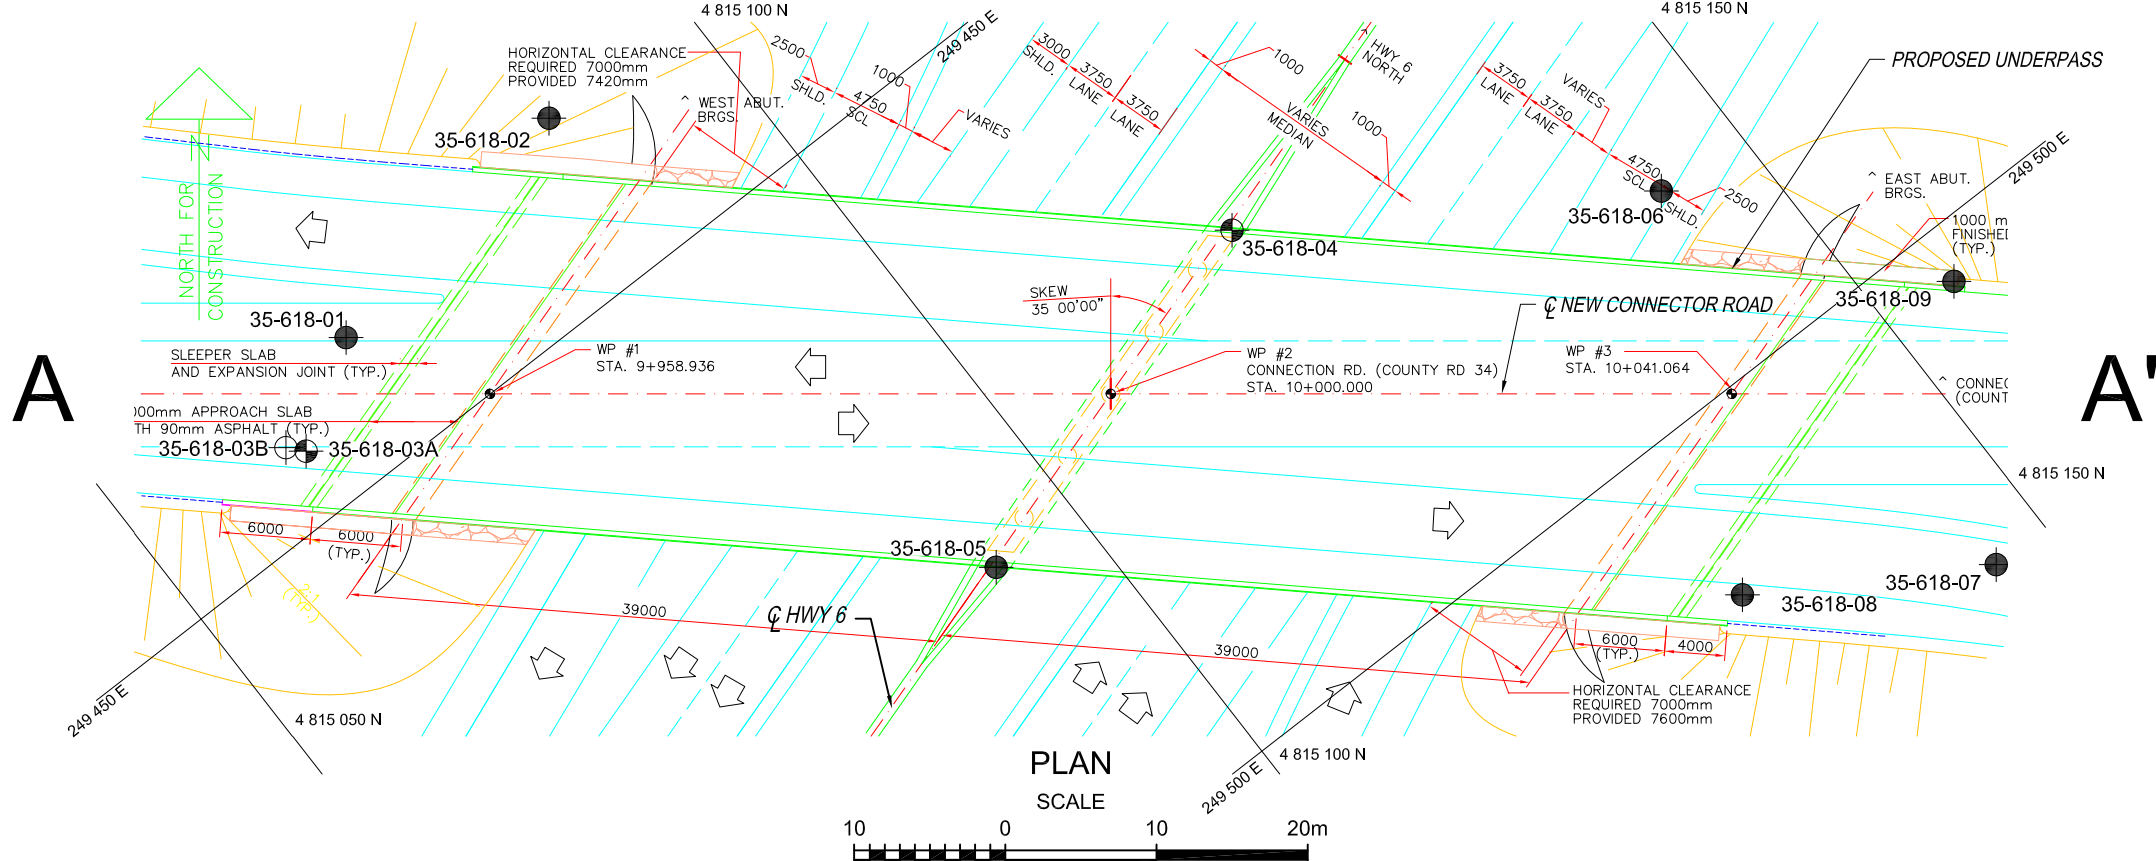 4 815 100 N
249 450 E
4 815 150 N
HORIZONTAL CLEARANCE
REQUIRED 7000mm
PROVIDED 7420mm
2500
SHLD.
4750
SCL
1000
VARIES
3000
SHLD.
3750
LANE
3750
LANE
1000
HWY 6
NORTH
VARIES
MEDIAN
1000
3750
LANE
3750
LANE
VARIES
4750
SCL
2500
SHLD.
PROPOSED UNDERPASS
^ WEST ABUT.
BRGS.
35-618-02
249 500 E
^ EAST ABUT.
BRGS.
35-618-06
1000 m
FINISHE
(TYP.)
N
NORTH FOR
CONSTRUCTION
35-618-04
35-618-09
SKEW
35 00'00"
℄ NEW CONNECTOR ROAD
35-618-01
SLEEPER SLAB
AND EXPANSION JOINT (TYP.)
WP #1
STA. 9+958.936
WP #2
CONNECTION RD. (COUNTY RD 34)
STA. 10+000.000
WP #3
STA. 10+041.064
A
A'
^ CONNEC
(COUNT
000mm APPROACH SLAB
TH 90mm ASPHALT (TYP.)
35-618-03B
35-618-03A
4 815 150 N
6000
6000
(TYP.)
35-618-05
35-618-07
35-618-08
2:1
(TYP.)
39000
℄ HWY 6
39000
6000
(TYP.)
4000
HORIZONTAL CLEARANCE
REQUIRED 7000mm
PROVIDED 7600mm
249 450 E
4 815 050 N
4 815 100 N
249 500 E
PLAN
SCALE
10 0 10 20m